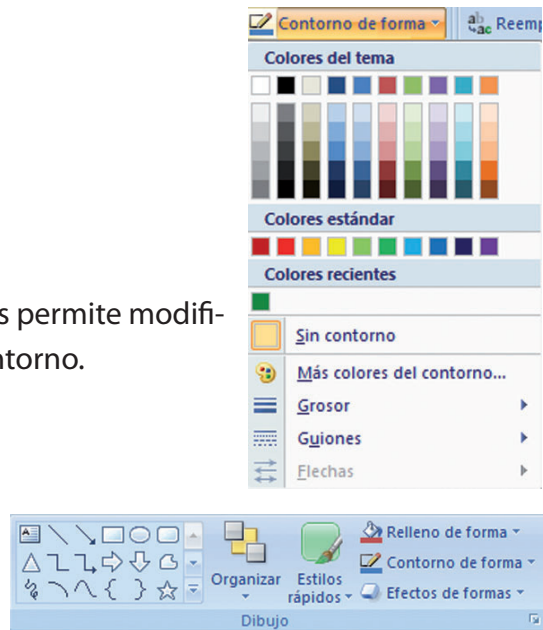 Contorno de forma
Reemp
Colores del tema
Colores estándar
Colores recientes
s permite modifi-
ntorno.
Sin contorno
Más colores del contorno...
Grosor
Guiones
Flechas
Organizar
Estilos
rápidos
Relleno de forma
Contorno de forma
Efectos de formas
Dibujo